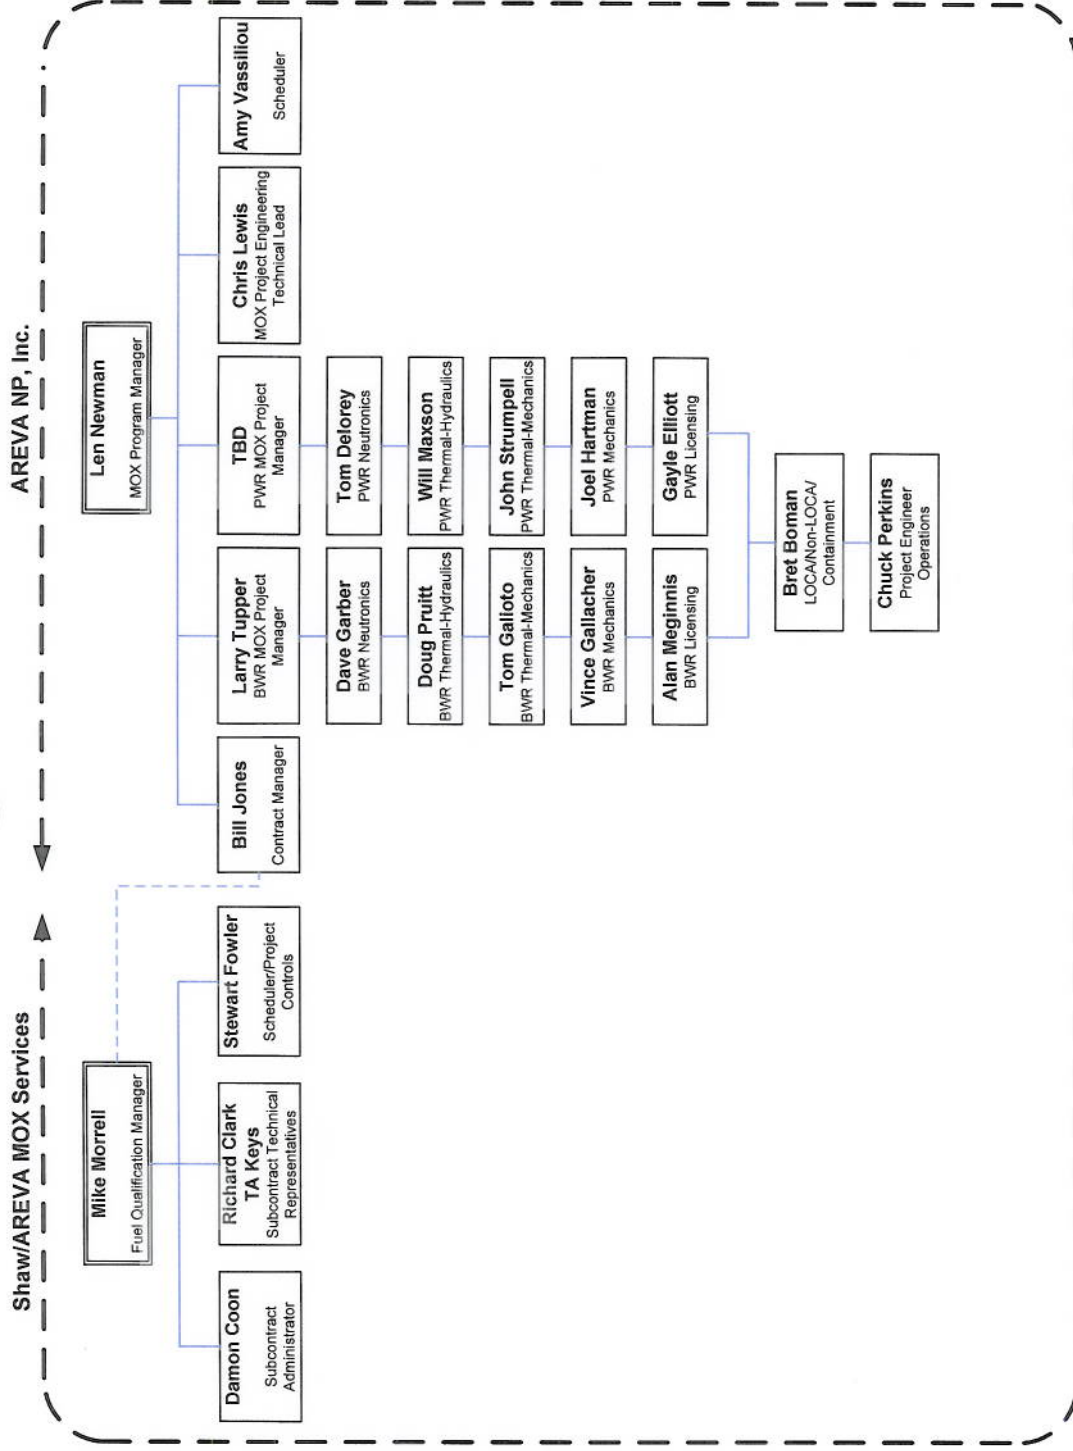 Shaw/AREVA MOX Services
AREVA NP, Inc.
Mike Morrell
Fuel Qualification Manager
Len Newman
MOX Program Manager
Damon Coon
Subcontract
Administrator
Richard Clark
TA Keys
Subcontract Technical
Representatives
Stewart Fowler
Scheduler/Project
Controls
Bill Jones
Contract Manager
Larry Tupper
BWR MOX Project
Manager
TBD
PWR MOX Project
Manager
Chris Lewis
MOX Project Engineering
Technical Lead
Amy Vassiliou
Scheduler
Dave Garber
BWR Neutronics
Tom Delorey
PWR Neutronics
Doug Pruitt
BWR Thermal-Hydraulics
Will Maxson
PWR Thermal-Hydraulics
Tom Galioto
BWR Thermal-Mechanics
John Strumpell
PWR Thermal-Mechanics
Vince Gallacher
BWR Mechanics
Joel Hartman
PWR Mechanics
Alan Meginnis
BWR Licensing
Gayle Elliott
PWR Licensing
Bret Boman
LOCA/Non-LOCA/
Containment
Chuck Perkins
Project Engineer
Operations